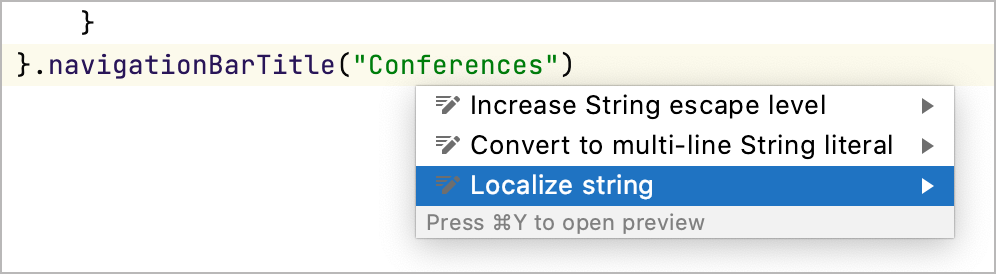 }
}.navigationBarTitle("Conferences")
Increase String escape level
Convert to multi-line String literal
Localize string
Press ⌘Y to open preview